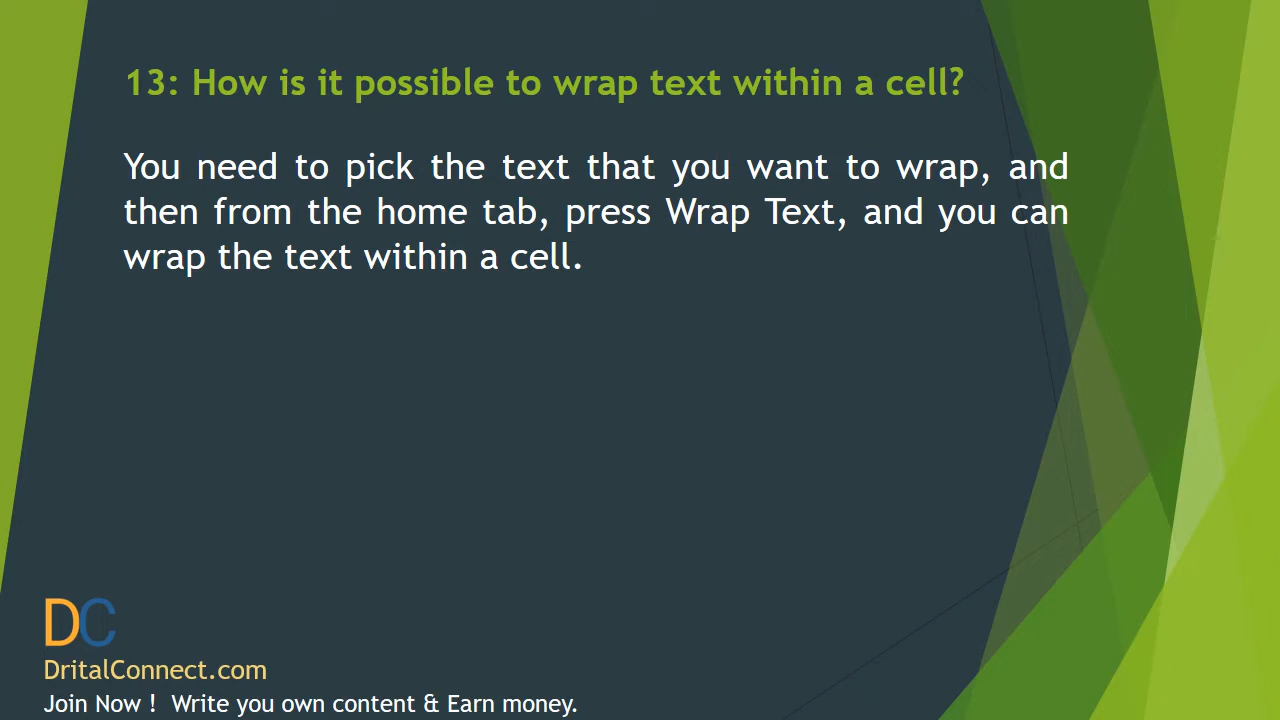 13: How is it possible to wrap text within a cell?
You need to pick the text that you want to wrap, and
then from the home tab, press Wrap Text, and you can
wrap the text within a cell.
DC
DritalConnect.com
Join Now ! Write you own content & Earn money.